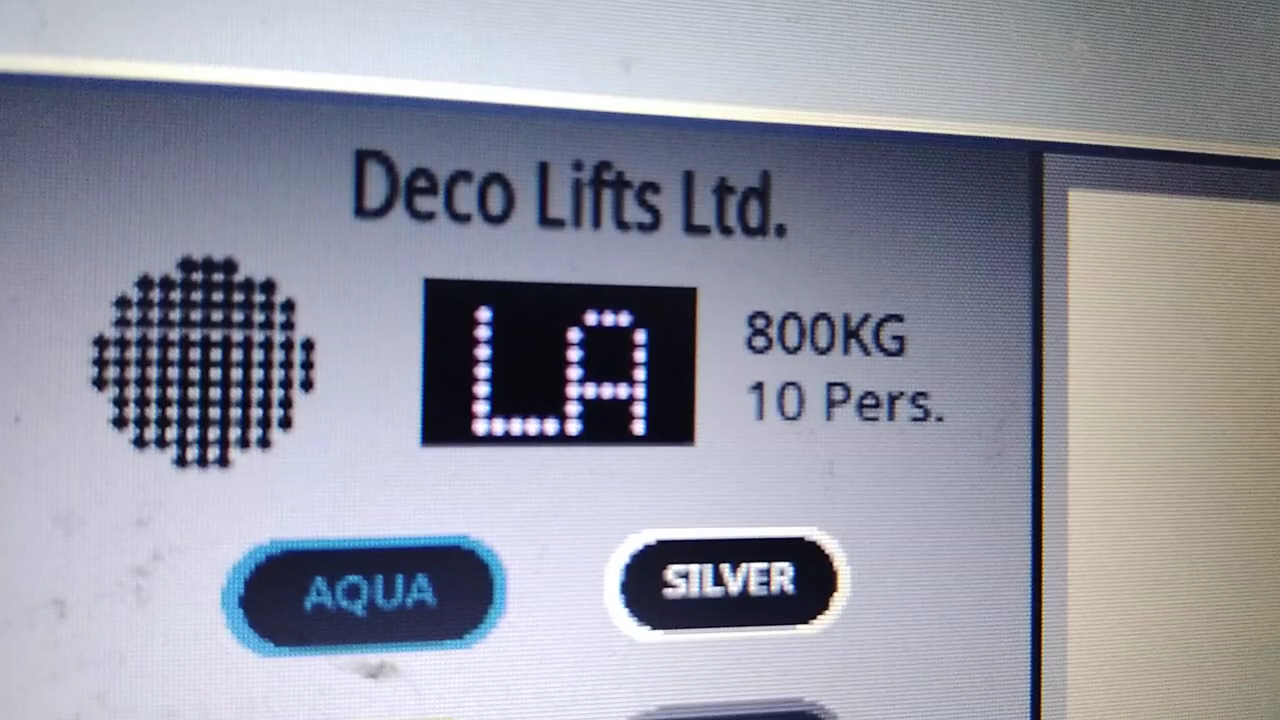 Deco Lifts Ltd.
LA
800KG
10 Pers.
AQUA
SILVER